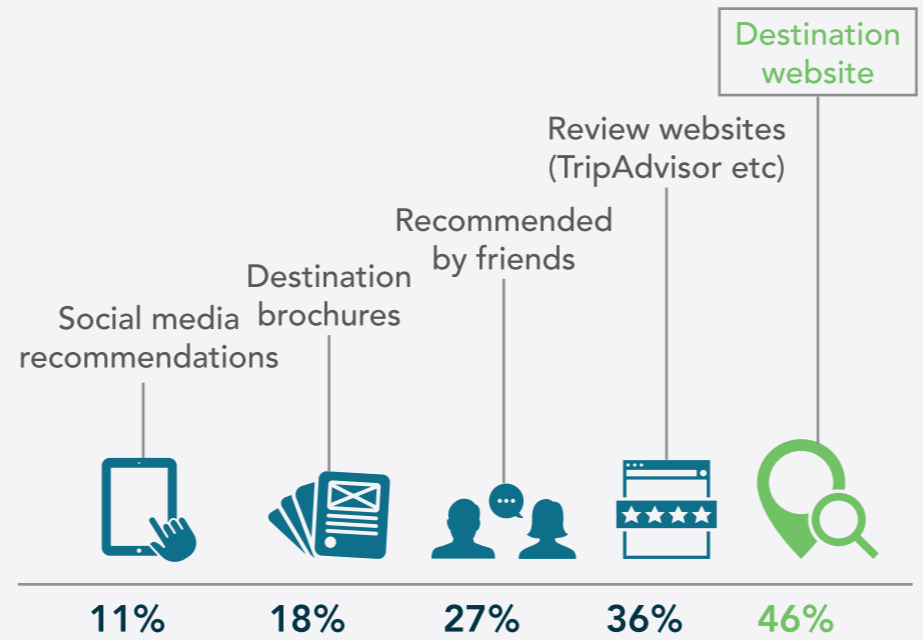 Destination
website
Review websites
(TripAdvisor etc)
Recommended
by friends
Destination
brochures
Social media
recommendations
11%
18%
27%
36%
46%